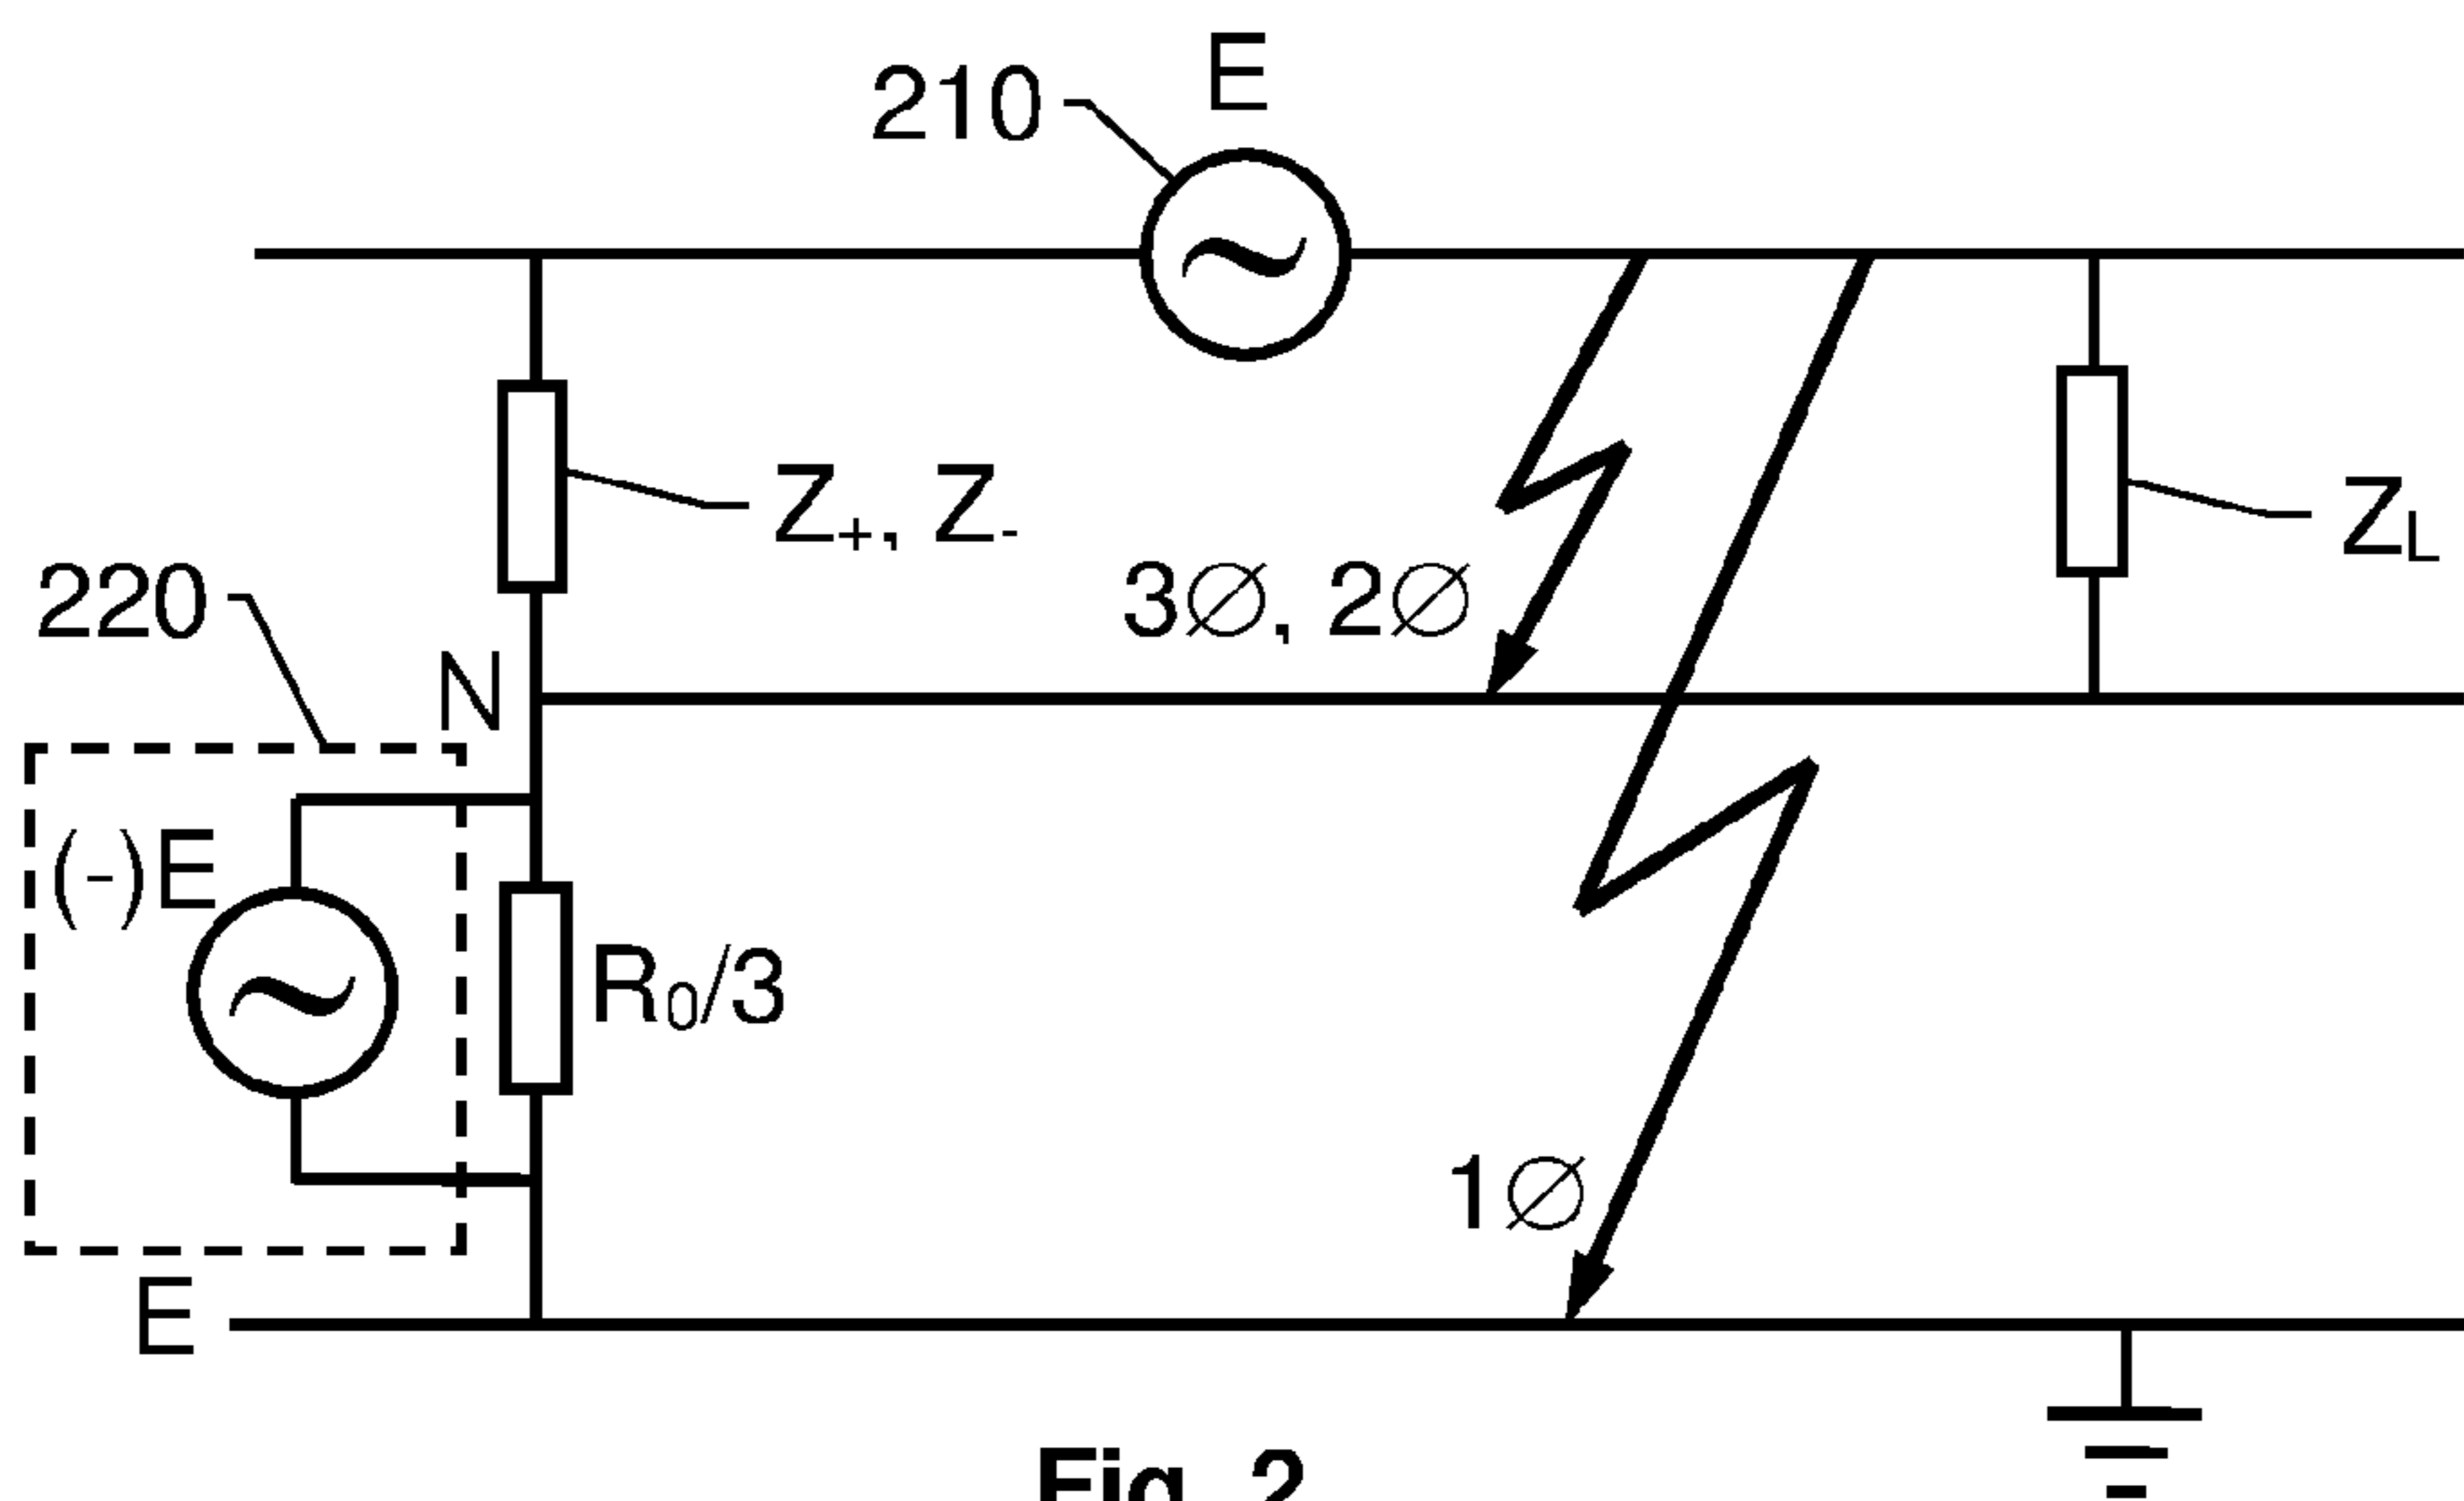 E
210
Z+, Z-
ZL
220
3∅, 2∅
N
(-)E
R0/3
1∅
E
Fig. 2